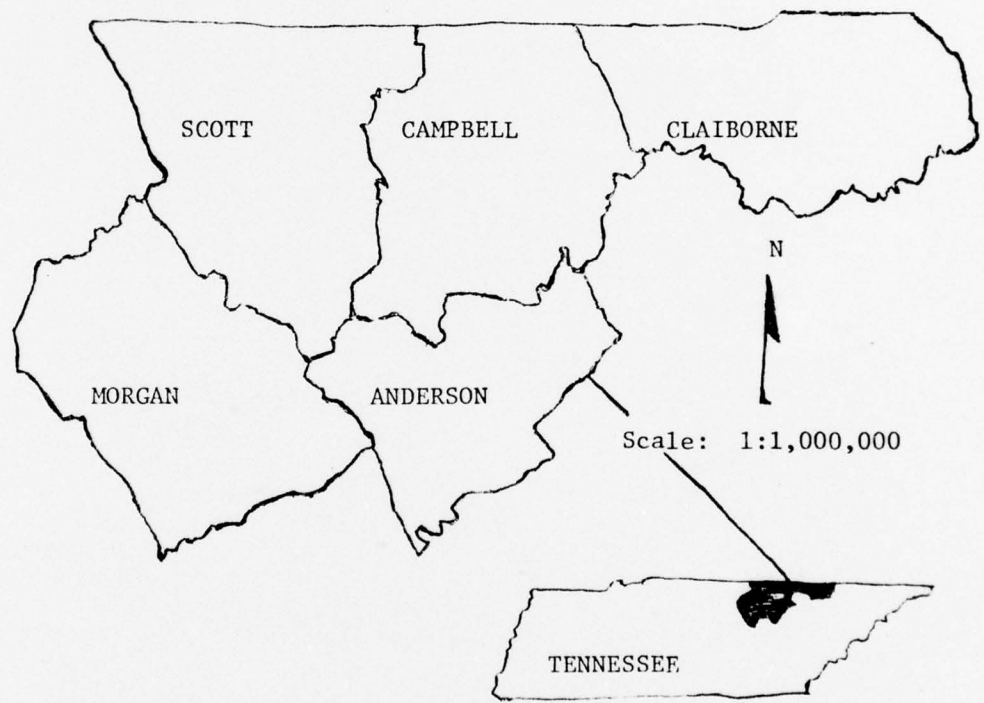 SCOTT
CAMPBELL
CLAIBORNE
N
MORGAN
ANDERSON
Scale: 1:1,000,000
TENNESSEE